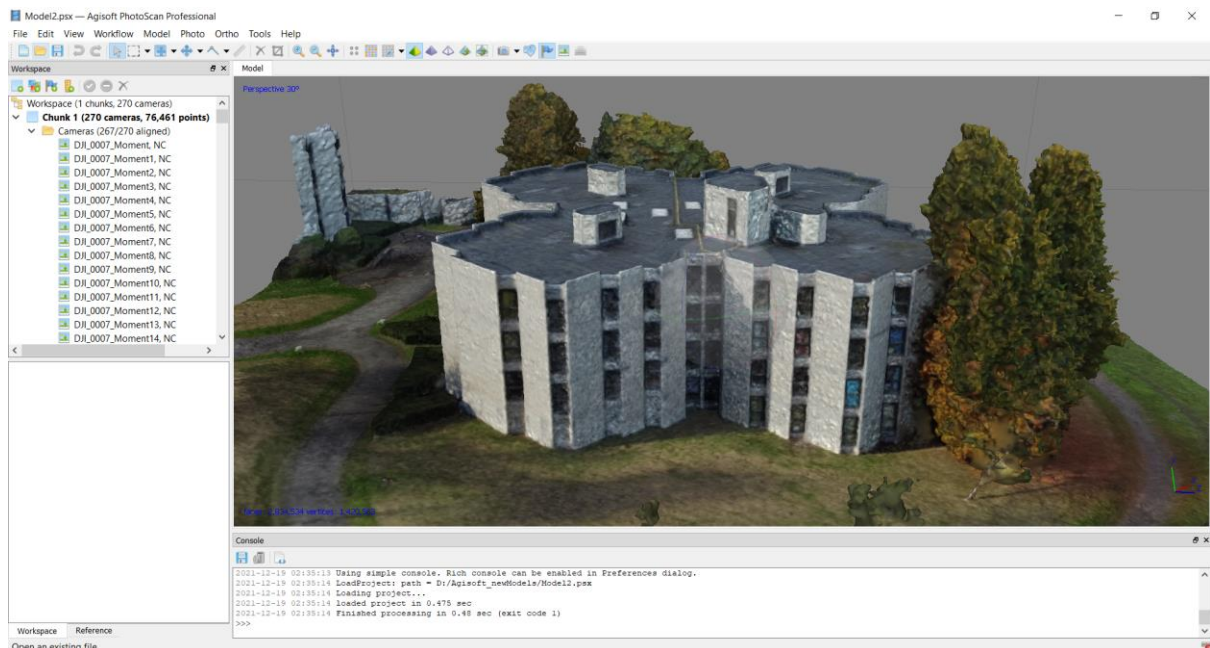 Model2.psx — Agisoft PhotoScan Professional
File Edit View Workflow Model Photo Ortho Tools Help
Workspace
Model
Perspective 30°
Workspace (1 chunks, 270 cameras)
Chunk 1 (270 cameras, 76,461 points)
Cameras (267/270 aligned)
DJI_0007_Moment, NC
DJI_0007_Moment1, NC
DJI_0007_Moment2, NC
DJI_0007_Moment3, NC
DJI_0007_Moment4, NC
DJI_0007_Moment5, NC
DJI_0007_Moment6, NC
DJI_0007_Moment7, NC
DJI_0007_Moment8, NC
DJI_0007_Moment9, NC
DJI_0007_Moment10, NC
DJI_0007_Moment11, NC
DJI_0007_Moment12, NC
DJI_0007_Moment13, NC
DJI_0007_Moment14, NC
vertices:
Console
2021-12-19 02:35:13 Using simple console. Rich console can be enabled in Preferences dialog.
2021-12-19 02:35:14 LoadProject: path = D:/Agisoft_newModels/Model2.psx
2021-12-19 02:35:14 Loading project...
2021-12-19 02:35:14 loaded project in 0.475 sec
2021-12-19 02:35:14 Finished processing in 0.48 sec (exit code 1)
>>>
Workspace Reference
Open an existing file